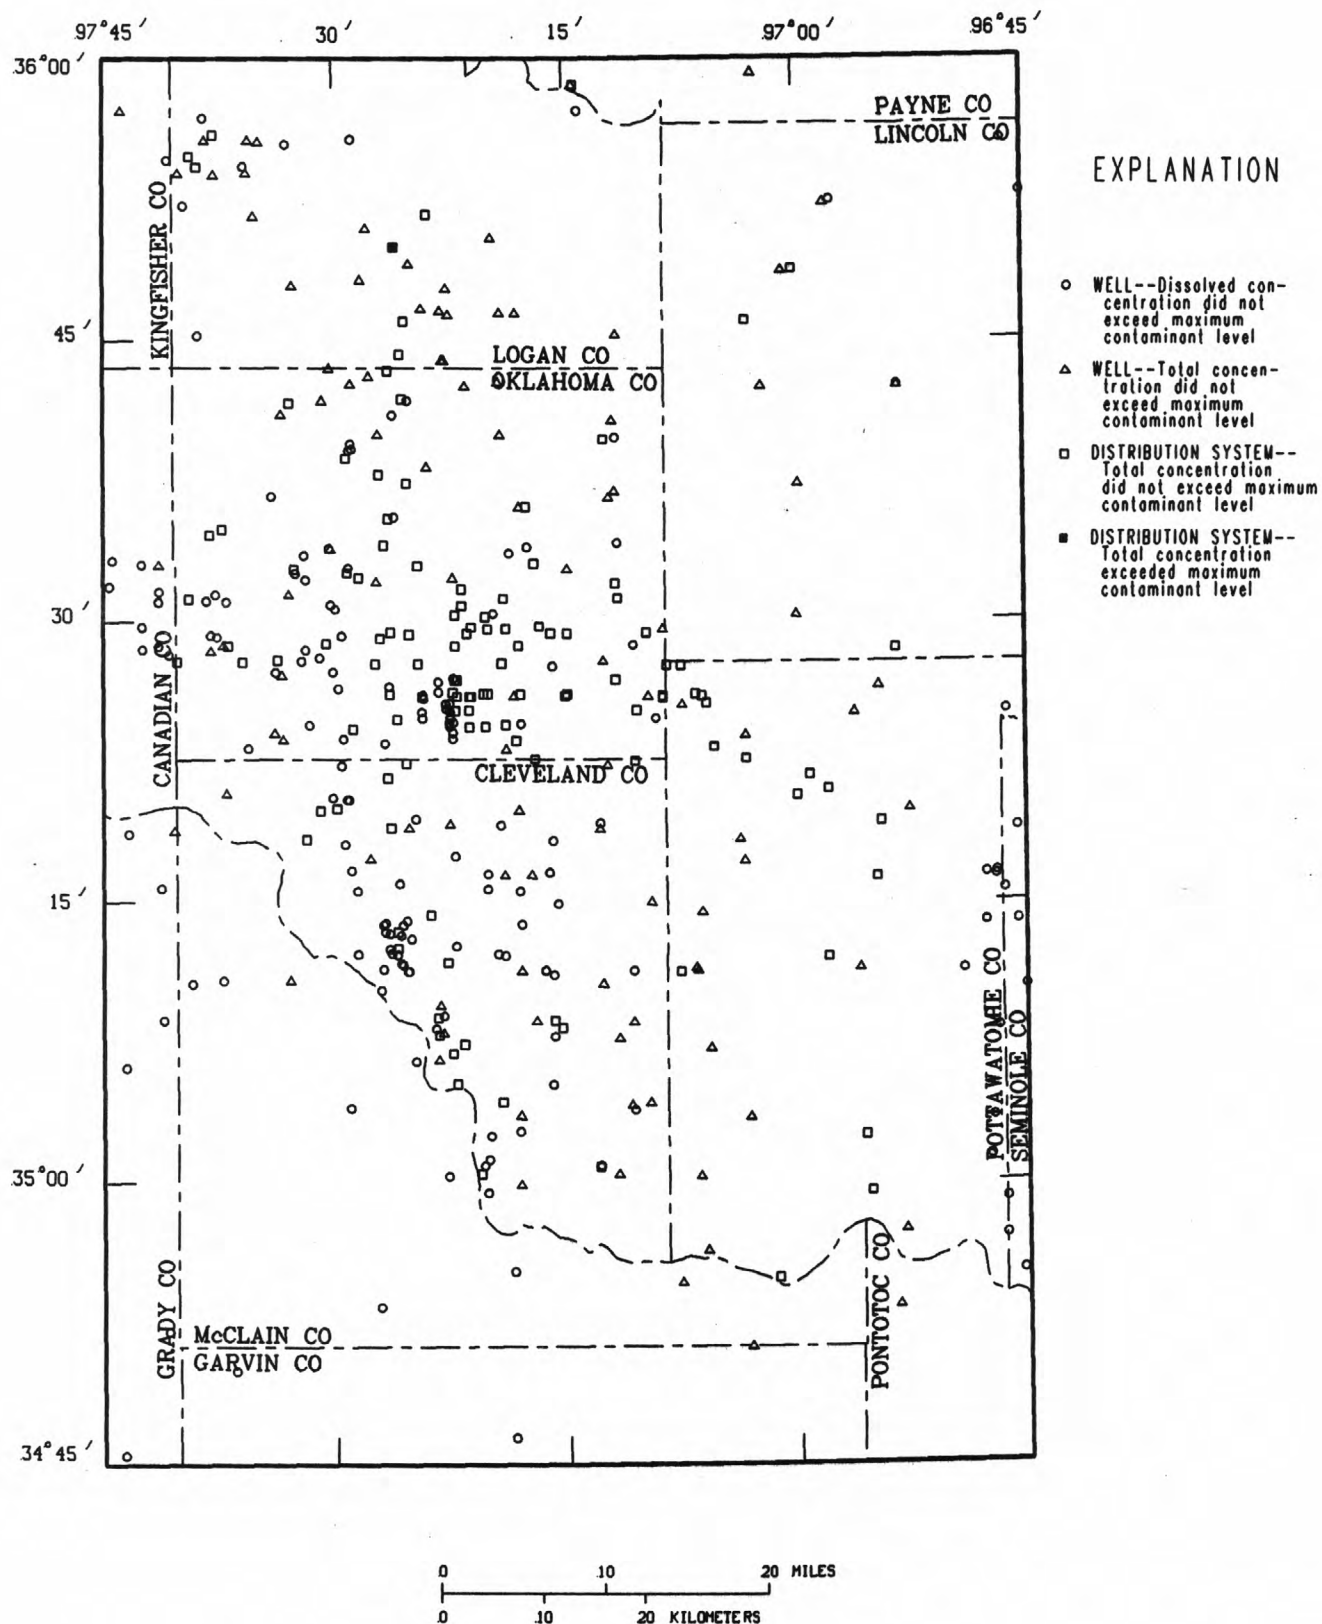 97°45′ 30′ 15′ 97°00′ 96°45′
36°00′
PAYNE CO
LINCOLN CO
EXPLANATION
KINGFISHER CO
WELL--Dissolved con-
centration did not
exceed maximum
contaminant level
45′
LOGAN CO
OKLAHOMA CO
WELL--Total concen-
tration did not
exceed maximum
contaminant level
DISTRIBUTION SYSTEM--
Total concentration
did not exceed maximum
contaminant level
DISTRIBUTION SYSTEM--
Total concentration
exceeded maximum
contaminant level
30′
CANADIAN CO
CLEVELAND CO
15′
POTTAWATOMIE CO
SEMINOLE CO
35°00′
GRADY CO
McCLAIN CO
GARVIN CO
PONTOTOC CO
34°45′
0 10 20 MILES
0 10 20 KILOMETERS